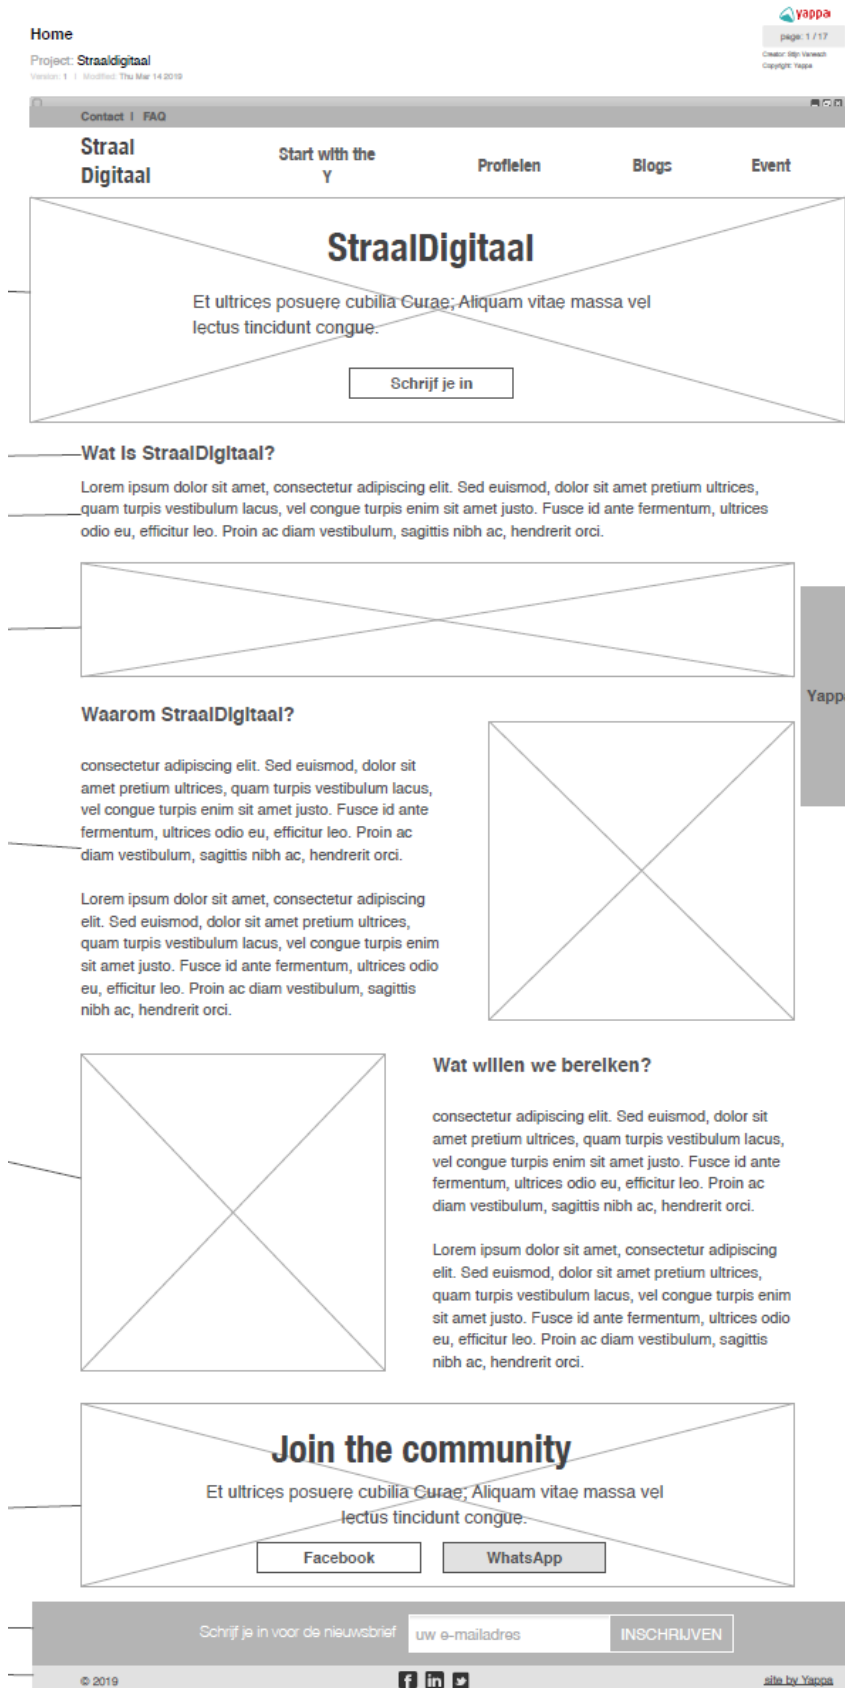 yappa
Home
page: 1 / 17
Project: Straaldigitaal
Creator: Stijn Verresch
Version: 1 | Modified: Thu Mar 14 2019
Copyright: Yappa
Contact | FAQ
Straal
Digitaal
Start with the
Y
Profielen
Blogs
Event
StraalDigitaal
Et ultrices posuere cubilia Curae; Aliquam vitae massa vel
lectus tincidunt congue.
Schrijf je in
Wat is StraalDigitaal?
Lorem ipsum dolor sit amet, consectetur adipiscing elit. Sed euismod, dolor sit amet pretium ultrices,
quam turpis vestibulum lacus, vel congue turpis enim sit amet justo. Fusce id ante fermentum, ultrices
odio eu, efficitur leo. Proin ac diam vestibulum, sagittis nibh ac, hendrerit orci.
Yappa
Waarom StraalDigitaal?
consectetur adipiscing elit. Sed euismod, dolor sit
amet pretium ultrices, quam turpis vestibulum lacus,
vel congue turpis enim sit amet justo. Fusce id ante
fermentum, ultrices odio eu, efficitur leo. Proin ac
diam vestibulum, sagittis nibh ac, hendrerit orci.
Lorem ipsum dolor sit amet, consectetur adipiscing
elit. Sed euismod, dolor sit amet pretium ultrices,
quam turpis vestibulum lacus, vel congue turpis enim
sit amet justo. Fusce id ante fermentum, ultrices odio
eu, efficitur leo. Proin ac diam vestibulum, sagittis
nibh ac, hendrerit orci.
Wat willen we bereiken?
consectetur adipiscing elit. Sed euismod, dolor sit
amet pretium ultrices, quam turpis vestibulum lacus,
vel congue turpis enim sit amet justo. Fusce id ante
fermentum, ultrices odio eu, efficitur leo. Proin ac
diam vestibulum, sagittis nibh ac, hendrerit orci.
Lorem ipsum dolor sit amet, consectetur adipiscing
elit. Sed euismod, dolor sit amet pretium ultrices,
quam turpis vestibulum lacus, vel congue turpis enim
sit amet justo. Fusce id ante fermentum, ultrices odio
eu, efficitur leo. Proin ac diam vestibulum, sagittis
nibh ac, hendrerit orci.
Join the community
Et ultrices posuere cubilia Curae; Aliquam vitae massa vel
lectus tincidunt congue.
Facebook
WhatsApp
Schrijf je in voor de nieuwsbrief
uw e-mailadres
INSCHRIJVEN
© 2019
site by Yappa